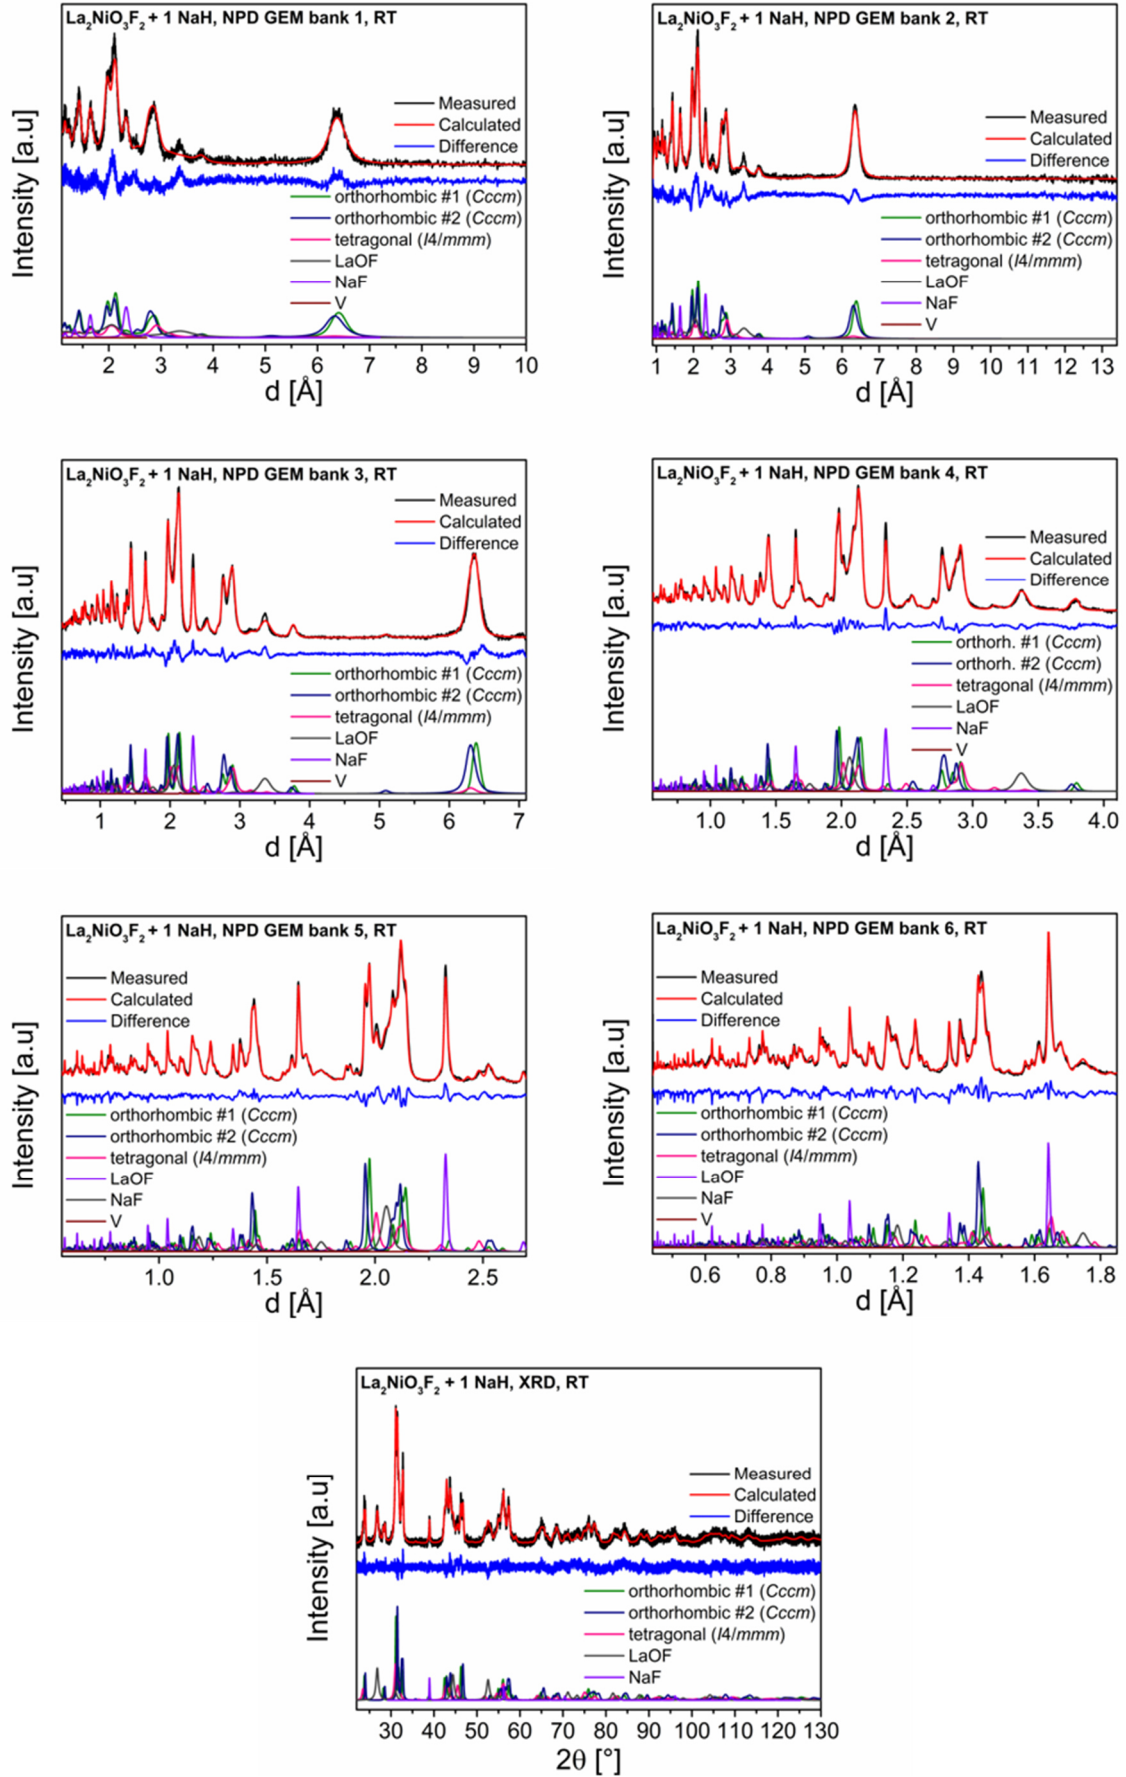 La₂NiO₃F₂ + 1 NaH, NPD GEM bank 1, RT
Measured
Calculated
Difference
orthorhombic #1 (Cccm)
orthorhombic #2 (Cccm)
tetragonal (I4/mmm)
LaOF
NaF
V
Intensity [a.u]
2 3 4 5 6 7 8 9 10
d [Å]
La₂NiO₃F₂ + 1 NaH, NPD GEM bank 2, RT
Measured
Calculated
Difference
orthorhombic #1 (Cccm)
orthorhombic #2 (Cccm)
tetragonal (I4/mmm)
LaOF
NaF
V
Intensity [a.u]
1 2 3 4 5 6 7 8 9 10 11 12 13
d [Å]
La₂NiO₃F₂ + 1 NaH, NPD GEM bank 3, RT
Measured
Calculated
Difference
orthorhombic #1 (Cccm)
orthorhombic #2 (Cccm)
tetragonal (I4/mmm)
LaOF
NaF
V
Intensity [a.u]
1 2 3 4 5 6 7
d [Å]
La₂NiO₃F₂ + 1 NaH, NPD GEM bank 4, RT
Measured
Calculated
Difference
orthorh. #1 (Cccm)
orthorh. #2 (Cccm)
tetragonal (I4/mmm)
LaOF
NaF
V
Intensity [a.u]
1.0 1.5 2.0 2.5 3.0 3.5 4.0
d [Å]
La₂NiO₃F₂ + 1 NaH, NPD GEM bank 5, RT
Measured
Calculated
Difference
orthorhombic #1 (Cccm)
orthorhombic #2 (Cccm)
tetragonal (I4/mmm)
LaOF
NaF
V
Intensity [a.u]
1.0 1.5 2.0 2.5
d [Å]
La₂NiO₃F₂ + 1 NaH, NPD GEM bank 6, RT
Measured
Calculated
Difference
orthorhombic #1 (Cccm)
orthorhombic #2 (Cccm)
tetragonal (I4/mmm)
LaOF
NaF
V
Intensity [a.u]
0.6 0.8 1.0 1.2 1.4 1.6 1.8
d [Å]
La₂NiO₃F₂ + 1 NaH, XRD, RT
Measured
Calculated
Difference
orthorhombic #1 (Cccm)
orthorhombic #2 (Cccm)
tetragonal (I4/mmm)
LaOF
NaF
Intensity [a.u]
30 40 50 60 70 80 90 100 110 120 130
2θ [°]